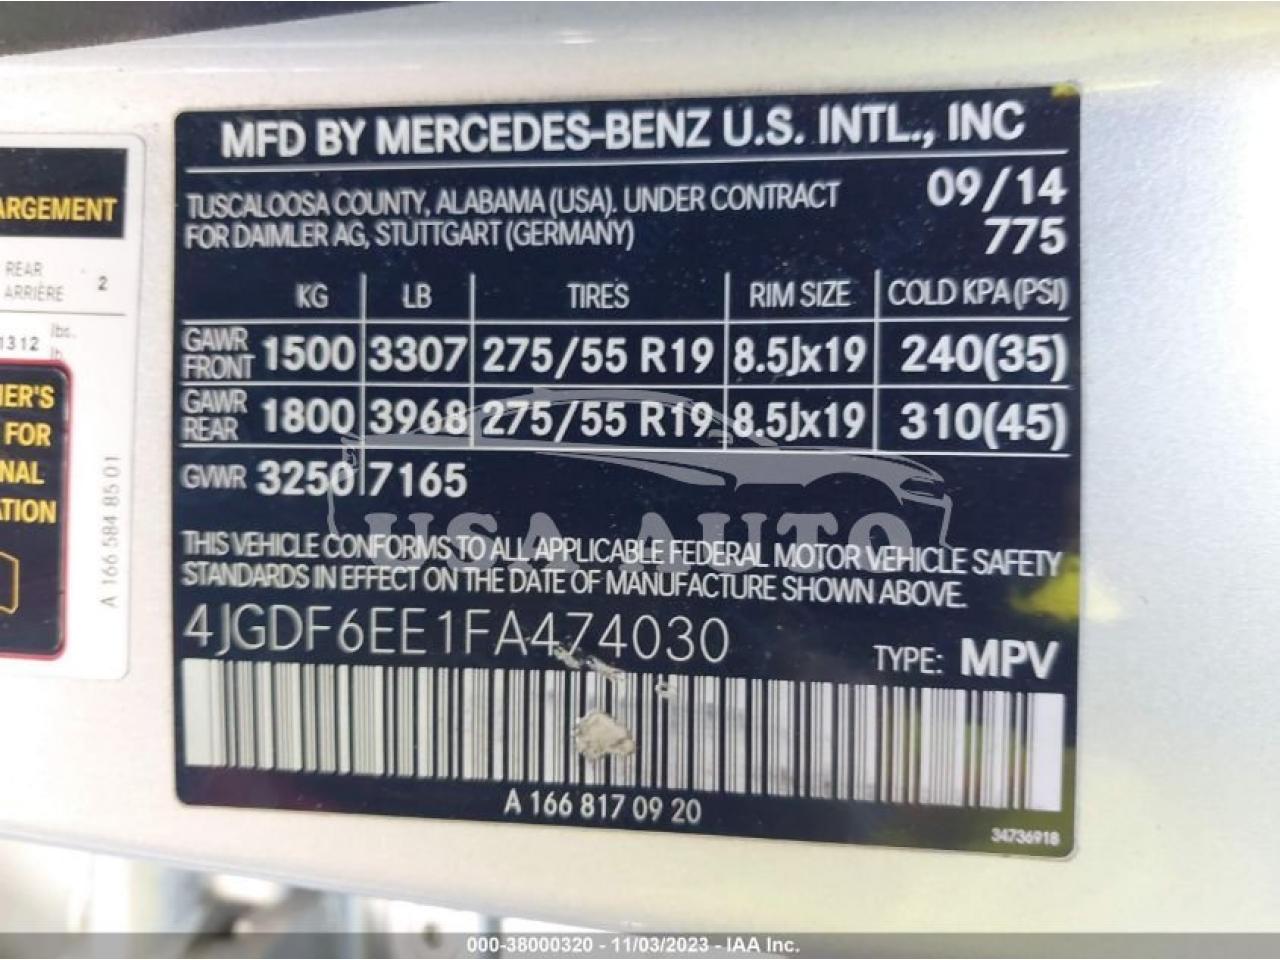 ARGEMENT
REAR
ARRIÈRE 2
1312 lbs.
IER'S
FOR
NAL
ATION
A 166 584 85 01
MFD BY MERCEDES-BENZ U.S. INTL., INC
TUSCALOOSA COUNTY, ALABAMA (USA). UNDER CONTRACT 09/14
FOR DAIMLER AG, STUTTGART (GERMANY) 775
KG LB TIRES RIM SIZE COLD KPA (PSI)
GAWR FRONT 1500 3307 275/55 R19 8.5Jx19 240(35)
GAWR REAR 1800 3968 275/55 R19 8.5Jx19 310(45)
GVWR 3250 7165
USA AUTO
THIS VEHICLE CONFORMS TO ALL APPLICABLE FEDERAL MOTOR VEHICLE SAFETY
STANDARDS IN EFFECT ON THE DATE OF MANUFACTURE SHOWN ABOVE.
4JGDF6EE1FA474030
TYPE: MPV
A 166 817 09 20
34736918
000-38000320 - 11/03/2023 - IAA Inc.